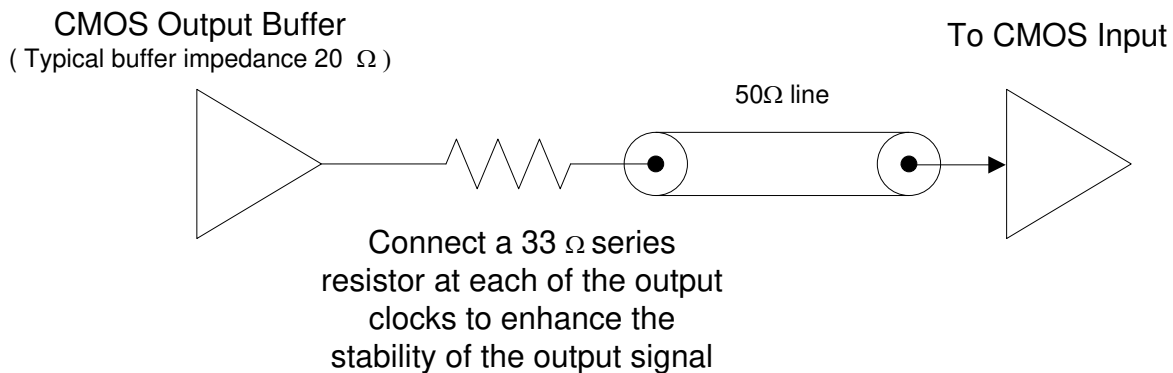 CMOS Output Buffer
( Typical buffer impedance 20 Ω )
To CMOS Input
50Ω line
Connect a 33 Ω series
resistor at each of the output
clocks to enhance the
stability of the output signal